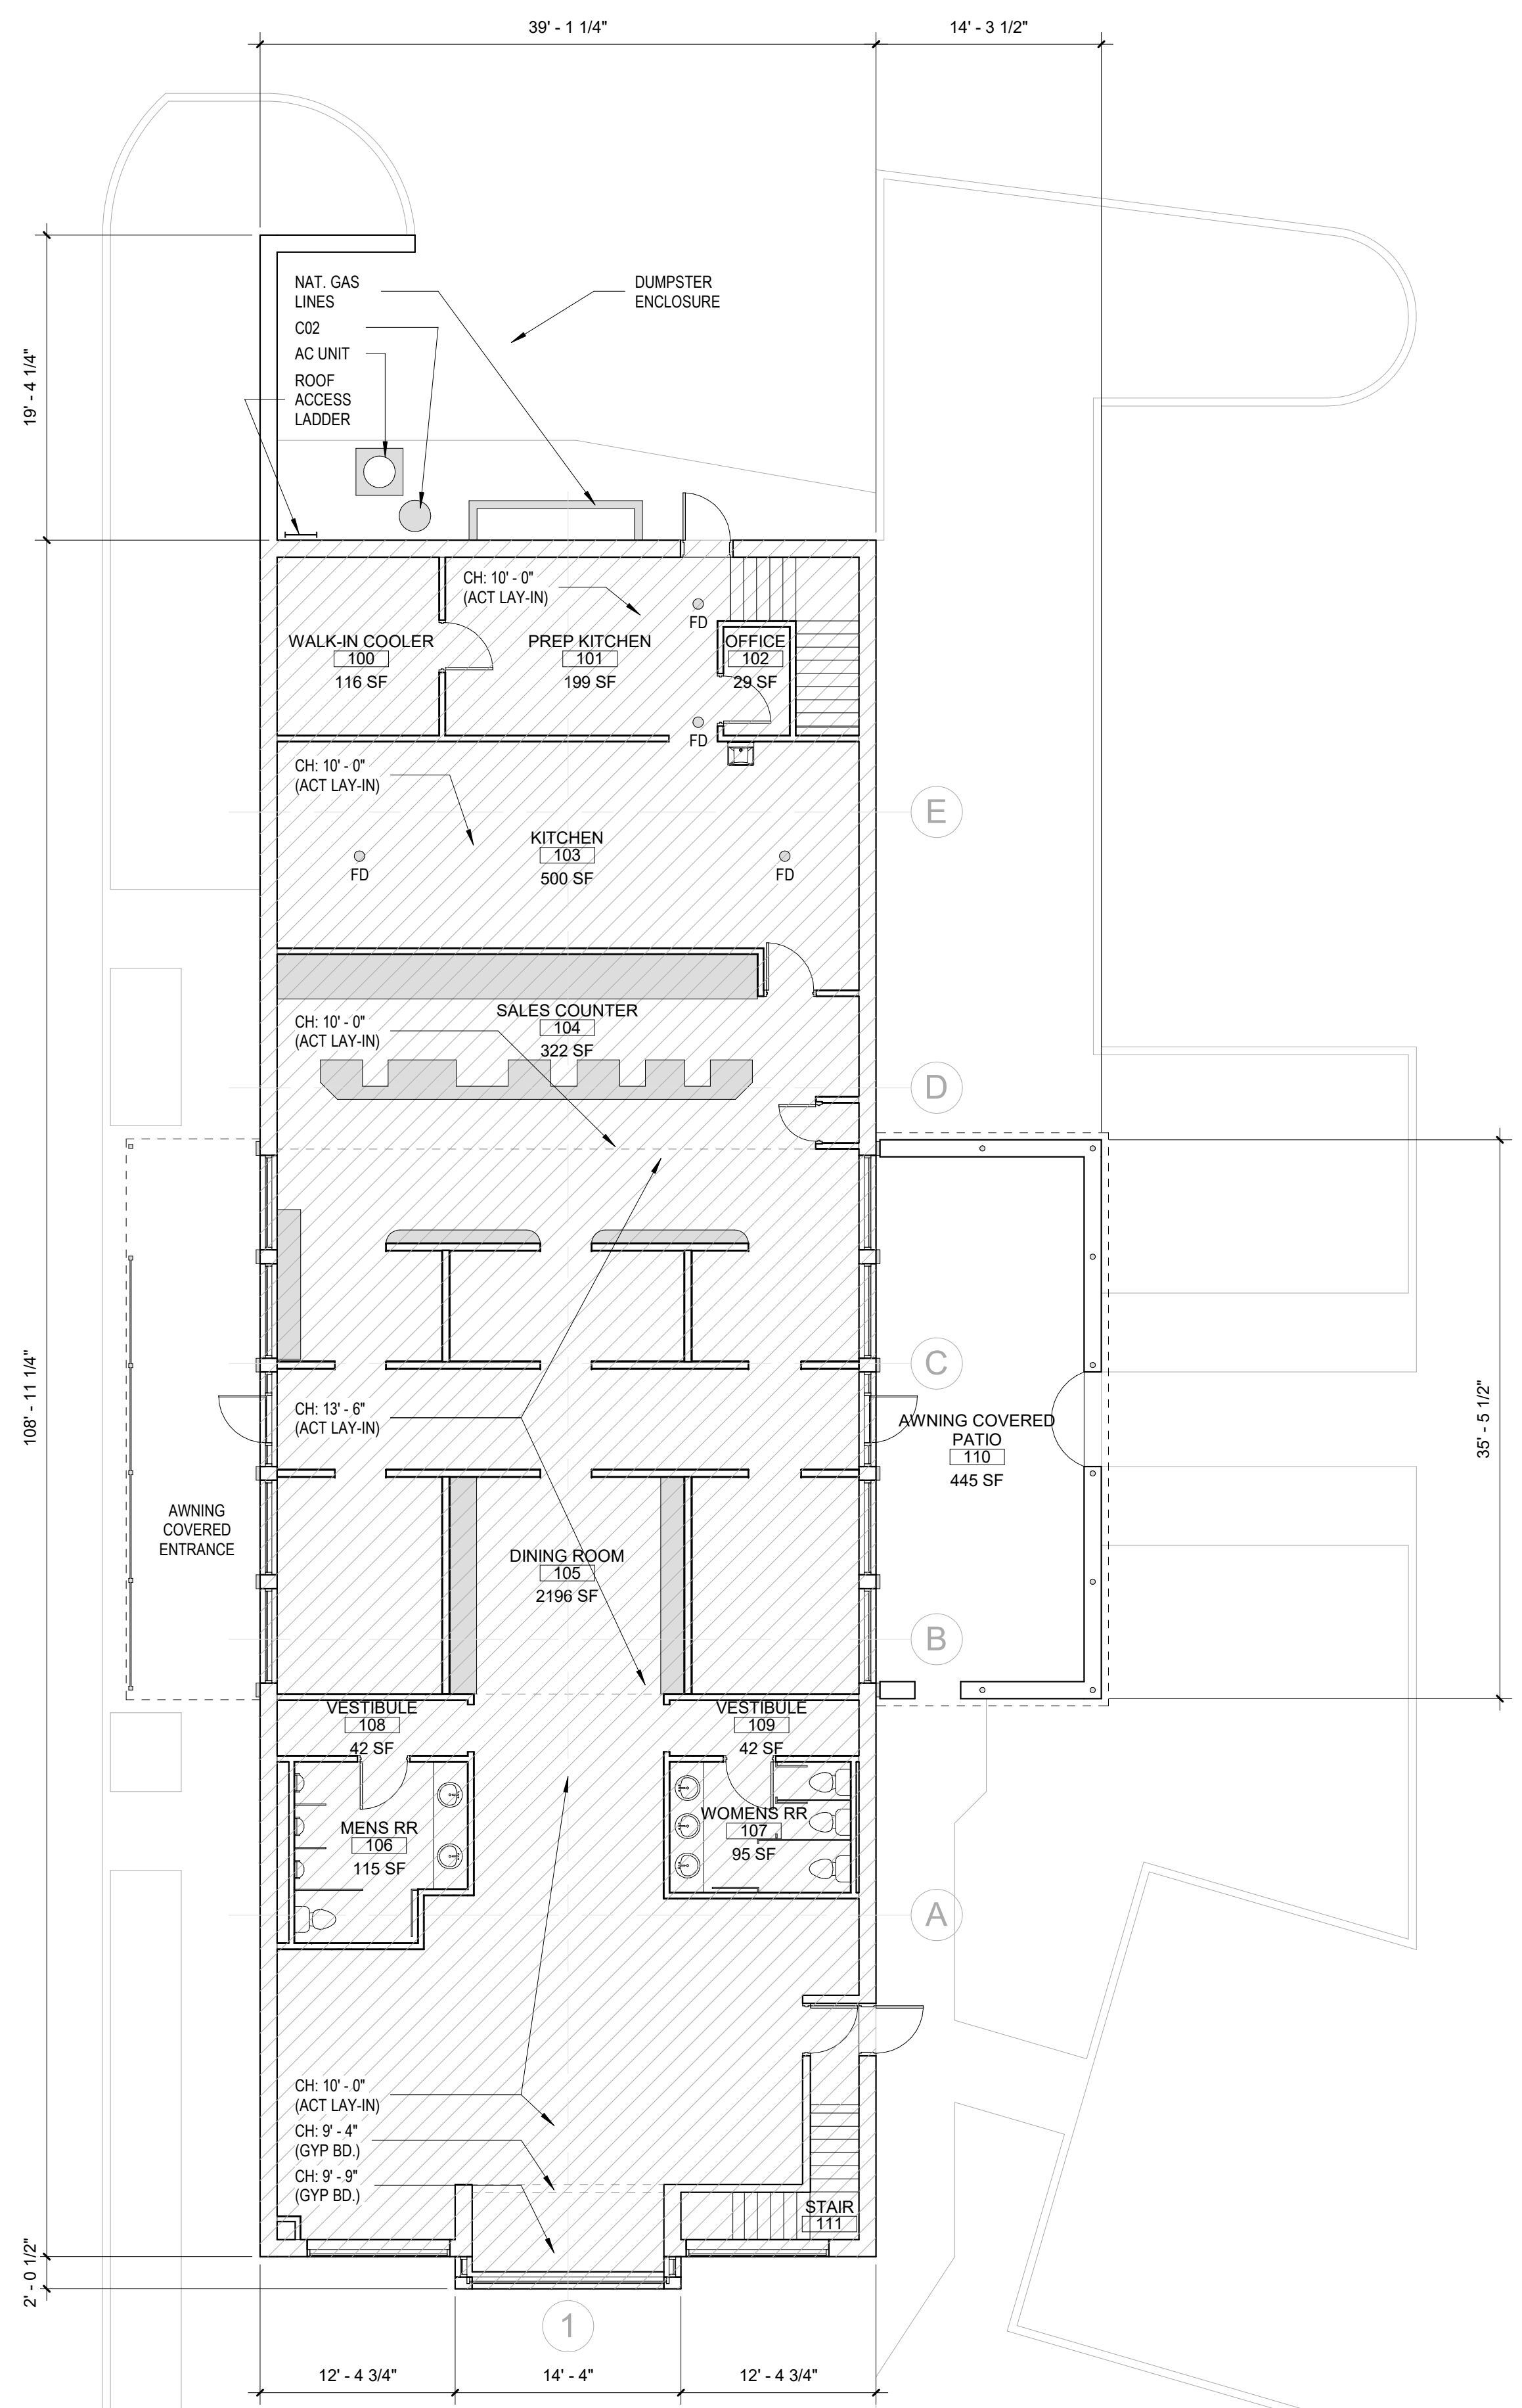 39' - 1 1/4"
14' - 3 1/2"
19' - 4 1/4"
NAT. GAS
LINES
C02
AC UNIT
ROOF
ACCESS
LADDER
DUMPSTER
ENCLOSURE
CH: 10' - 0"
(ACT LAY-IN)
FD
WALK-IN COOLER
100
116 SF
PREP KITCHEN
101
199 SF
OFFICE
102
29 SF
FD
CH: 10' - 0"
(ACT LAY-IN)
E
KITCHEN
103
500 SF
FD
FD
SALES COUNTER
104
322 SF
CH: 10' - 0"
(ACT LAY-IN)
D
C
108' - 11 1/4"
35' - 5 1/2"
CH: 13' - 6"
(ACT LAY-IN)
AWNING COVERED
PATIO
110
445 SF
AWNING
COVERED
ENTRANCE
DINING ROOM
105
2196 SF
B
VESTIBULE
108
42 SF
VESTIBULE
109
42 SF
MENS RR
106
115 SF
WOMENS RR
107
95 SF
A
CH: 10' - 0"
(ACT LAY-IN)
CH: 9' - 4"
(GYP BD.)
CH: 9' - 9"
(GYP BD.)
STAIR
111
2' - 0 1/2"
1
12' - 4 3/4"
14' - 4"
12' - 4 3/4"